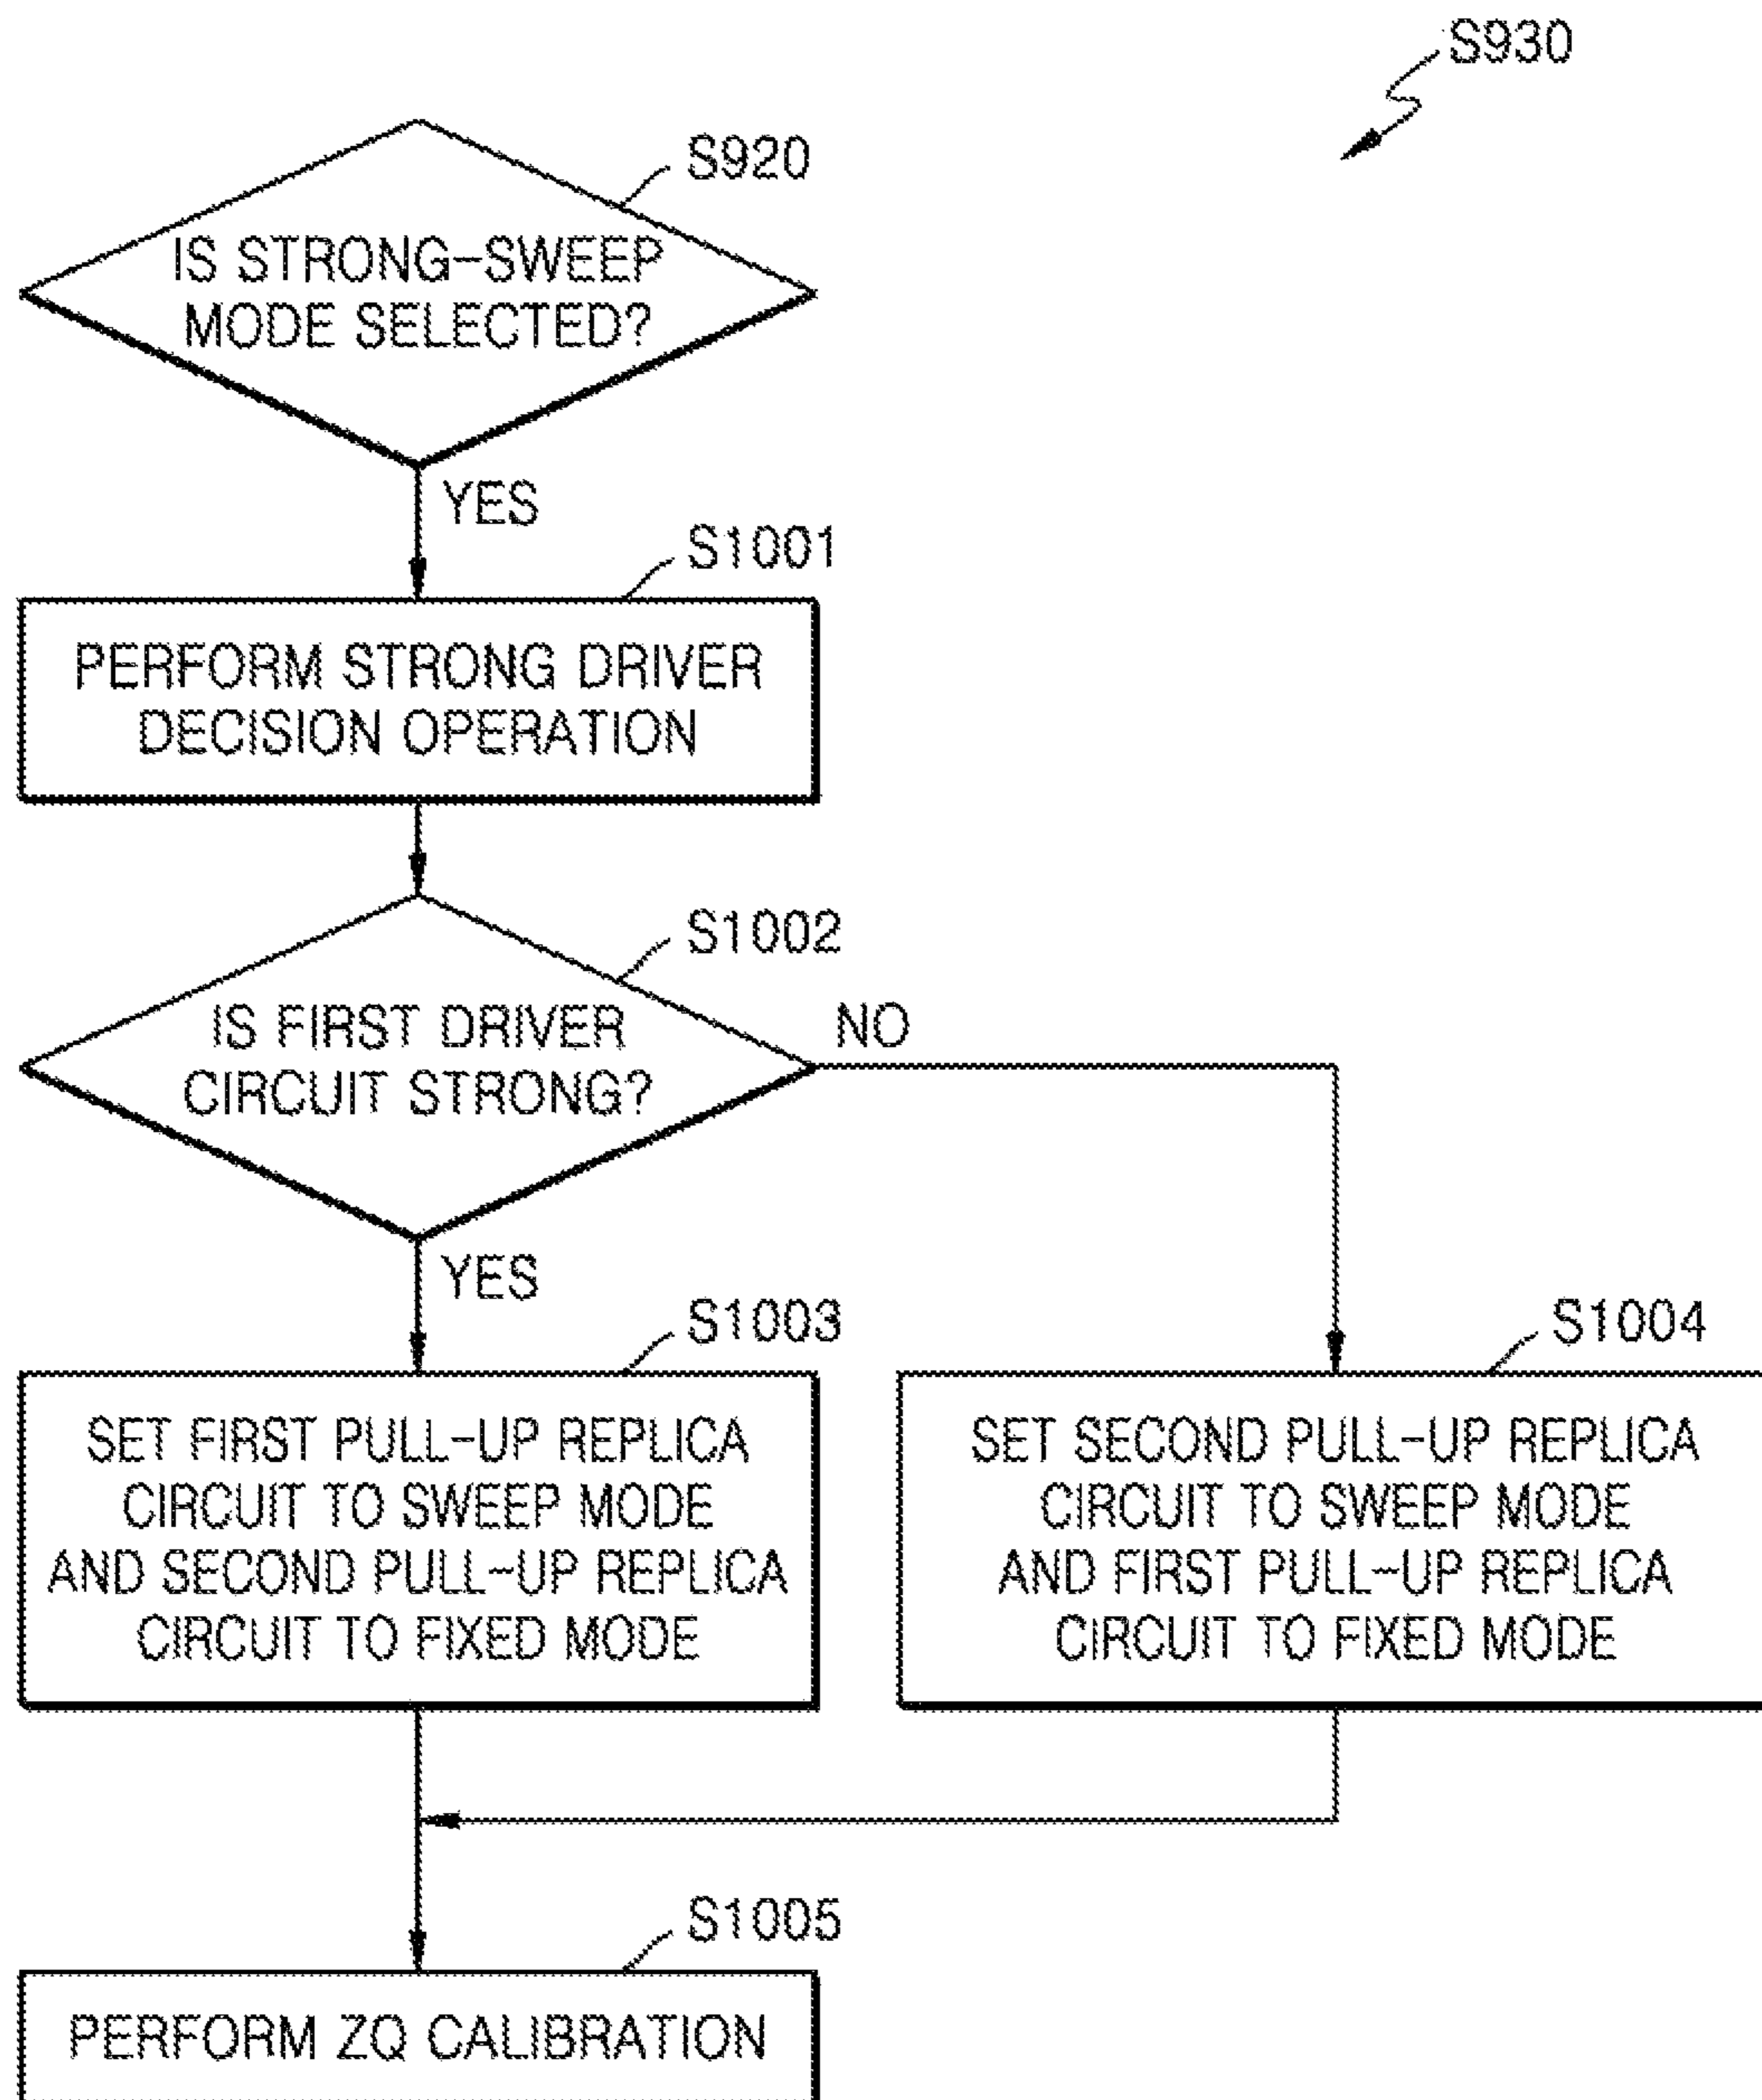 S930
S920
IS STRONG-SWEEP
MODE SELECTED?
YES
S1001
PERFORM STRONG DRIVER
DECISION OPERATION
S1002
IS FIRST DRIVER
CIRCUIT STRONG?
NO
YES
S1003
SET FIRST PULL-UP REPLICA
CIRCUIT TO SWEEP MODE
AND SECOND PULL-UP REPLICA
CIRCUIT TO FIXED MODE
S1004
SET SECOND PULL-UP REPLICA
CIRCUIT TO SWEEP MODE
AND FIRST PULL-UP REPLICA
CIRCUIT TO FIXED MODE
S1005
PERFORM ZQ CALIBRATION